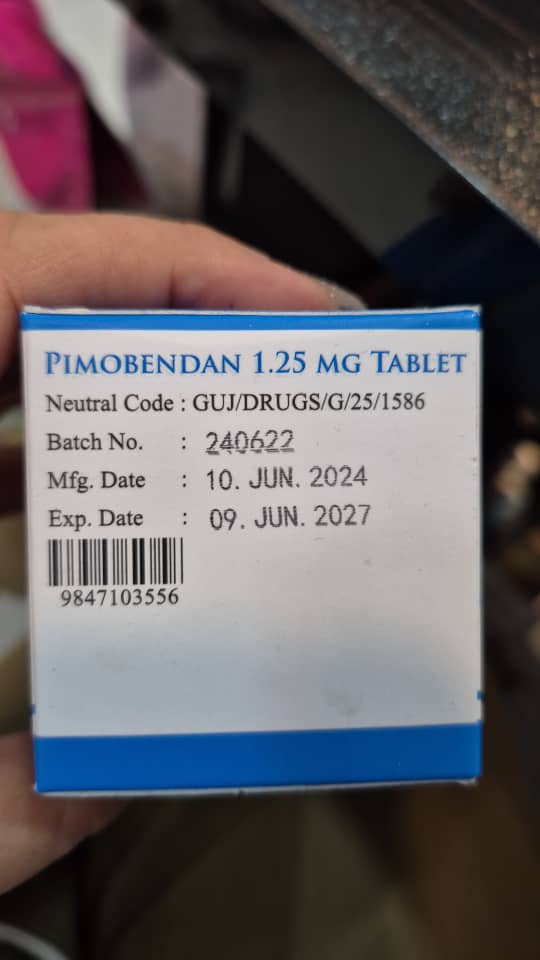 PIMOBENDAN 1.25 MG TABLET
Neutral Code : GUJ/DRUGS/G/25/1586
Batch No. : 240622
Mfg. Date : 10. JUN. 2024
Exp. Date : 09. JUN. 2027
9847103556